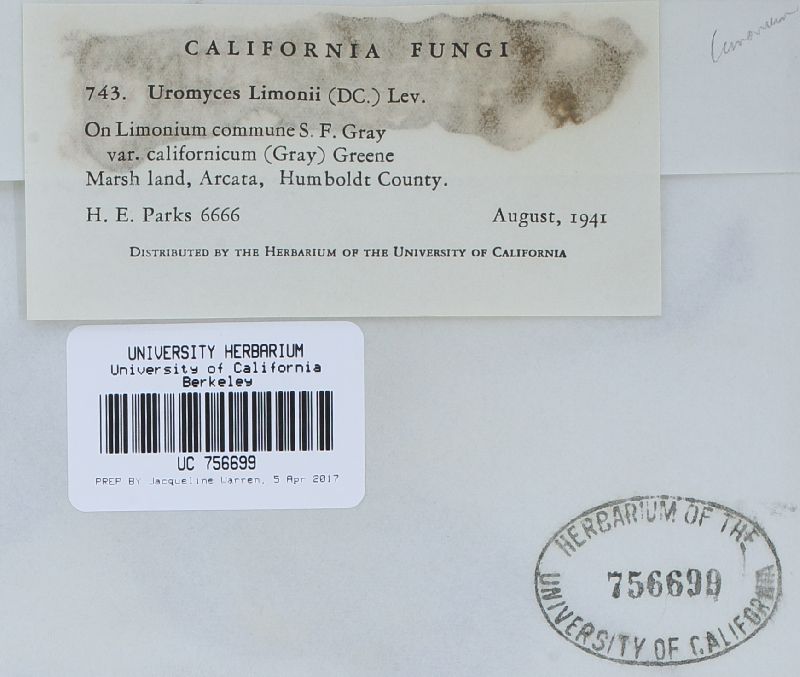 Limonium
CALIFORNIA FUNGI
743. Uromyces Limonii (DC.) Lev.
On Limonium commune S. F. Gray
var. californicum (Gray) Greene
Marsh land, Arcata, Humboldt County.
H. E. Parks 6666 August, 1941
DISTRIBUTED BY THE HERBARIUM OF THE UNIVERSITY OF CALIFORNIA
UNIVERSITY HERBARIUM
University of California
Berkeley
UC 756699
PREP BY Jacqueline Warren, 5 Apr 2017
HERBARIUM OF THE
756699
UNIVERSITY OF CALIFORNIA